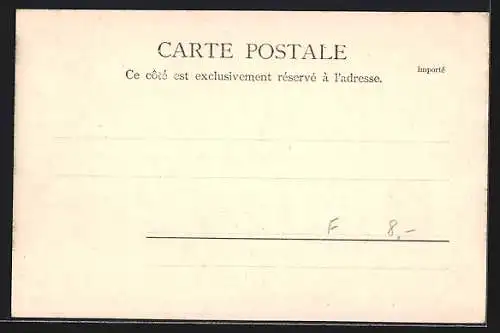 CARTE POSTALE
Ce côté est exclusivement réservé à l'adresse.
Importé
F 8,-